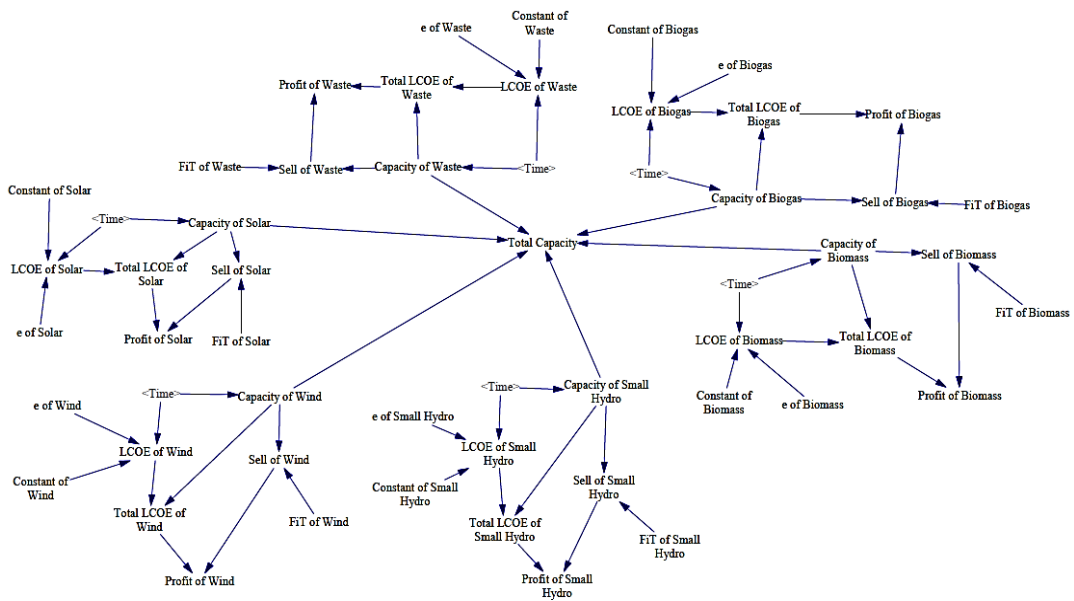 Constant of
Waste
e of Waste
Profit of Waste
Total LCOE of
Waste
LCOE of Waste
FiT of Waste
Sell of Waste
Capacity of Waste
<Time>
Constant of Biogas
e of Biogas
LCOE of Biogas
Total LCOE of
Biogas
Profit of Biogas
<Time>
Capacity of Biogas
Sell of Biogas
FiT of Biogas
Constant of Solar
<Time>
Capacity of Solar
LCOE of Solar
Total LCOE of
Solar
Sell of Solar
e of Solar
Profit of Solar
FiT of Solar
Total Capacity
Capacity of
Biomass
Sell of Biomass
<Time>
FiT of Biomass
LCOE of Biomass
Total LCOE of
Biomass
Constant of
Biomass
e of Biomass
Profit of Biomass
<Time>
Capacity of Wind
e of Wind
LCOE of Wind
Sell of Wind
Constant of
Wind
Total LCOE of
Wind
FiT of Wind
Profit of Wind
<Time>
Capacity of Small
Hydro
e of Small Hydro
LCOE of Small
Hydro
Constant of Small
Hydro
Sell of Small
Hydro
Total LCOE of
Small Hydro
FiT of Small
Hydro
Profit of Small
Hydro